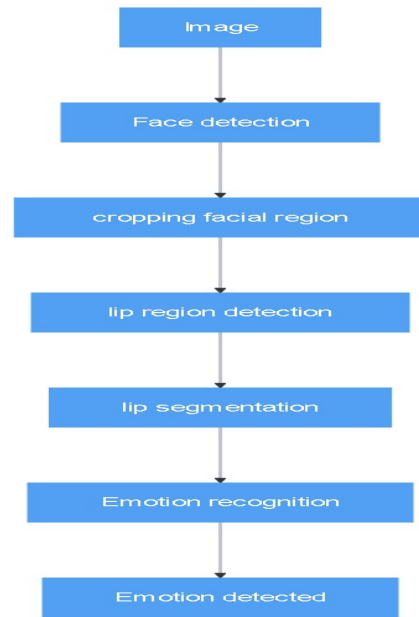 Image
Face detection
cropping facial region
lip region detection
lip segmentation
Emotion recognition
Emotion detected